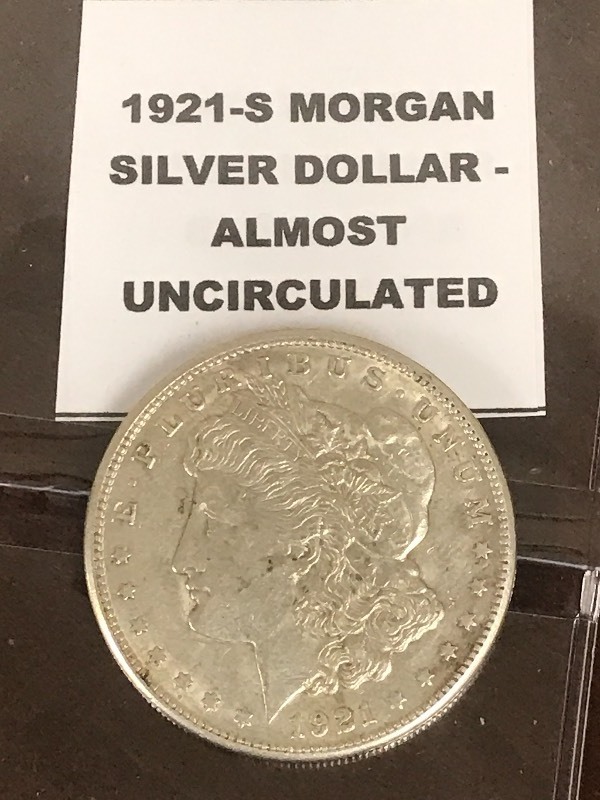 1921-S MORGAN
SILVER DOLLAR -
ALMOST
UNCIRCULATED
E·PLURIBUS·UNUM
LIBERTY
1921